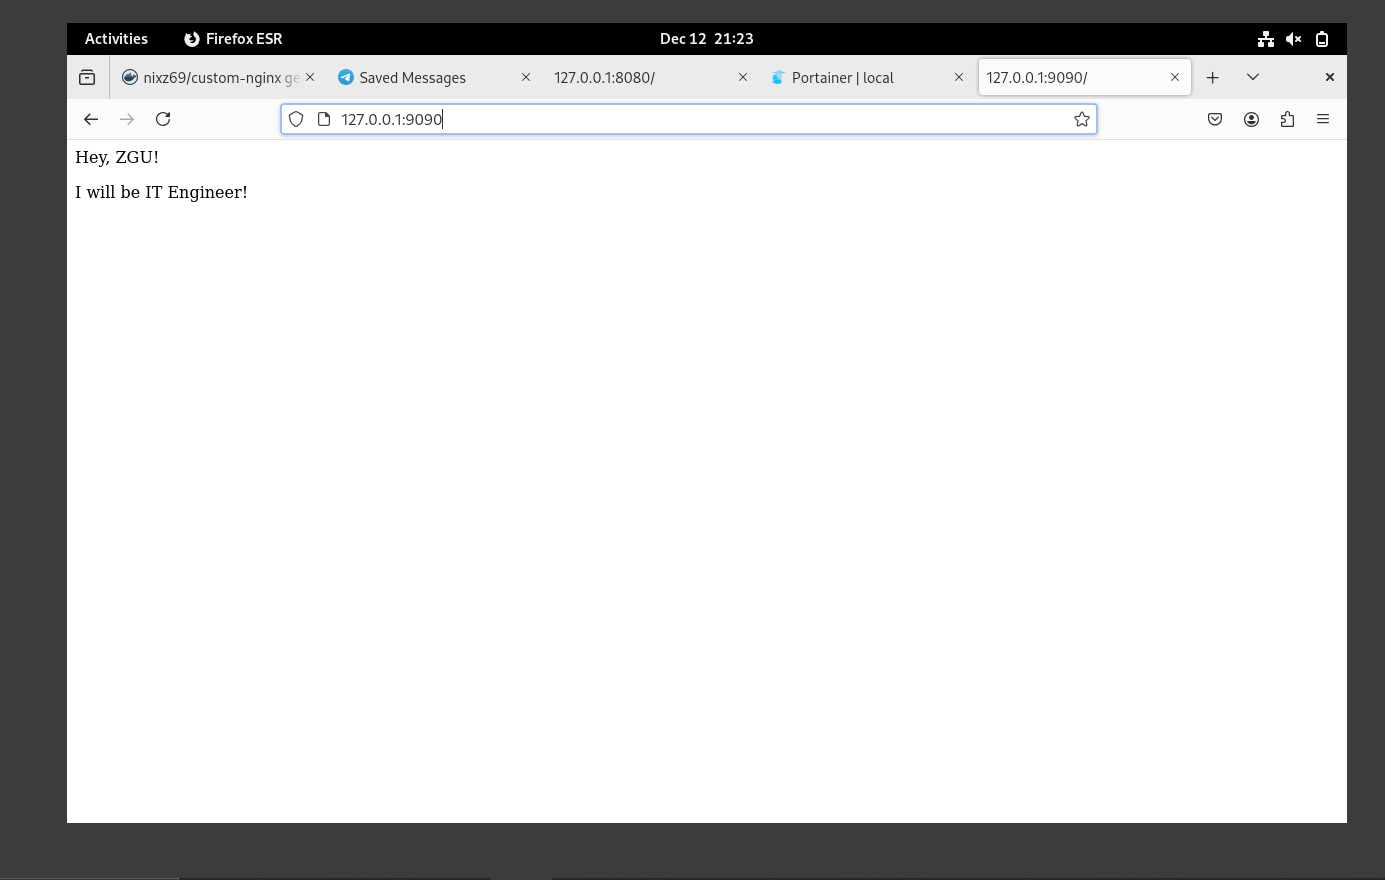 Activities Firefox ESR Dec 12 21:23
nixz69/custom-nginx ge Saved Messages 127.0.0.1:8080/ Portainer | local 127.0.0.1:9090/
127.0.0.1:9090
Hey, ZGU!
I will be IT Engineer!